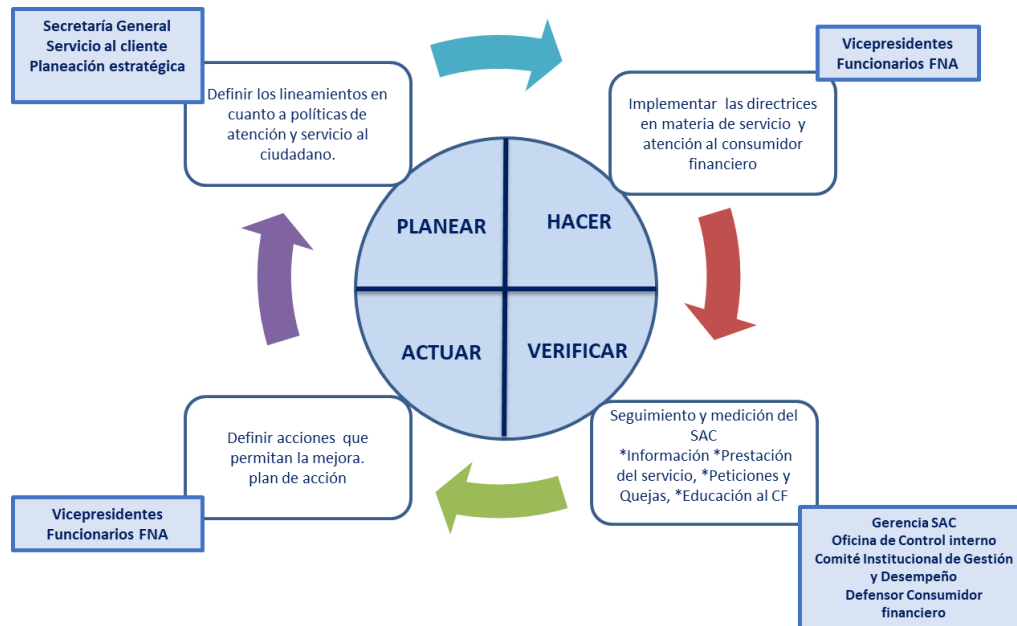 Secretaría General
Servicio al cliente
Planeación estratégica
Definir los lineamientos en
cuanto a políticas de
atención y servicio al
ciudadano.
Vicepresidentes
Funcionarios FNA
Implementar las directrices
en materia de servicio y
atención al consumidor
financiero
PLANEAR
HACER
ACTUAR
VERIFICAR
Definir acciones que
permitan la mejora.
plan de acción
Vicepresidentes
Funcionarios FNA
Seguimiento y medición del
SAC
*Información *Prestación
del servicio, *Peticiones y
Quejas, *Educación al CF
Gerencia SAC
Oficina de Control interno
Comité Institucional de Gestión
y Desempeño
Defensor Consumidor
financiero